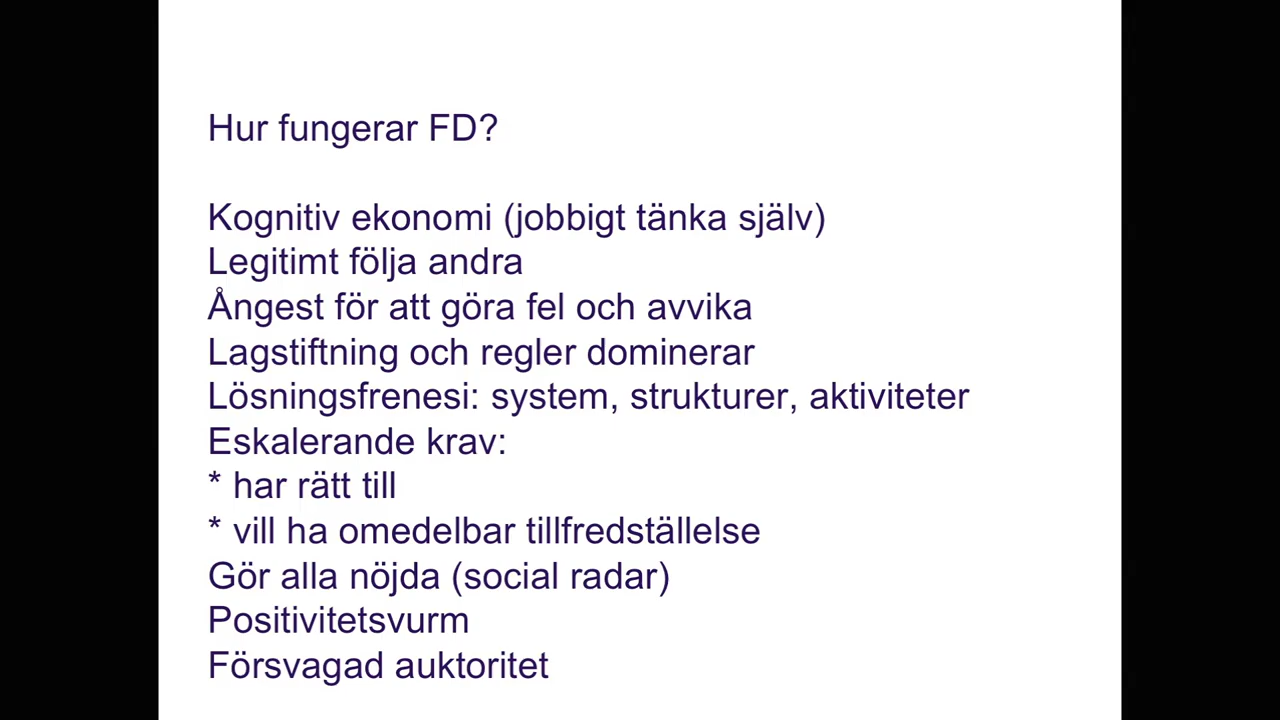 Hur fungerar FD?
Kognitiv ekonomi (jobbigt tänka själv)
Legitimt följa andra
Ångest för att göra fel och avvika
Lagstiftning och regler dominerar
Lösningsfrenesi: system, strukturer, aktiviteter
Eskalerande krav:
* har rätt till
* vill ha omedelbar tillfredställelse
Gör alla nöjda (social radar)
Positivitetsvurm
Försvagad auktoritet